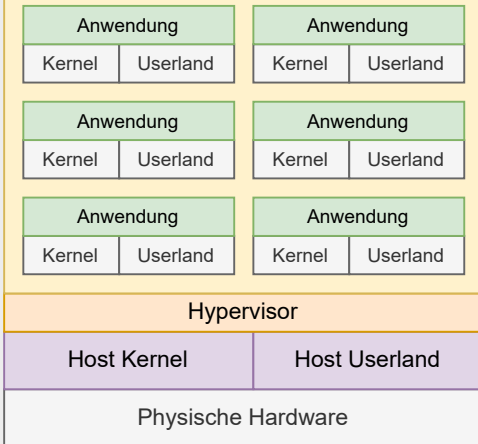 Anwendung Anwendung
Kernel Userland Kernel Userland
Anwendung Anwendung
Kernel Userland Kernel Userland
Anwendung Anwendung
Kernel Userland Kernel Userland
Hypervisor
Host Kernel Host Userland
Physische Hardware